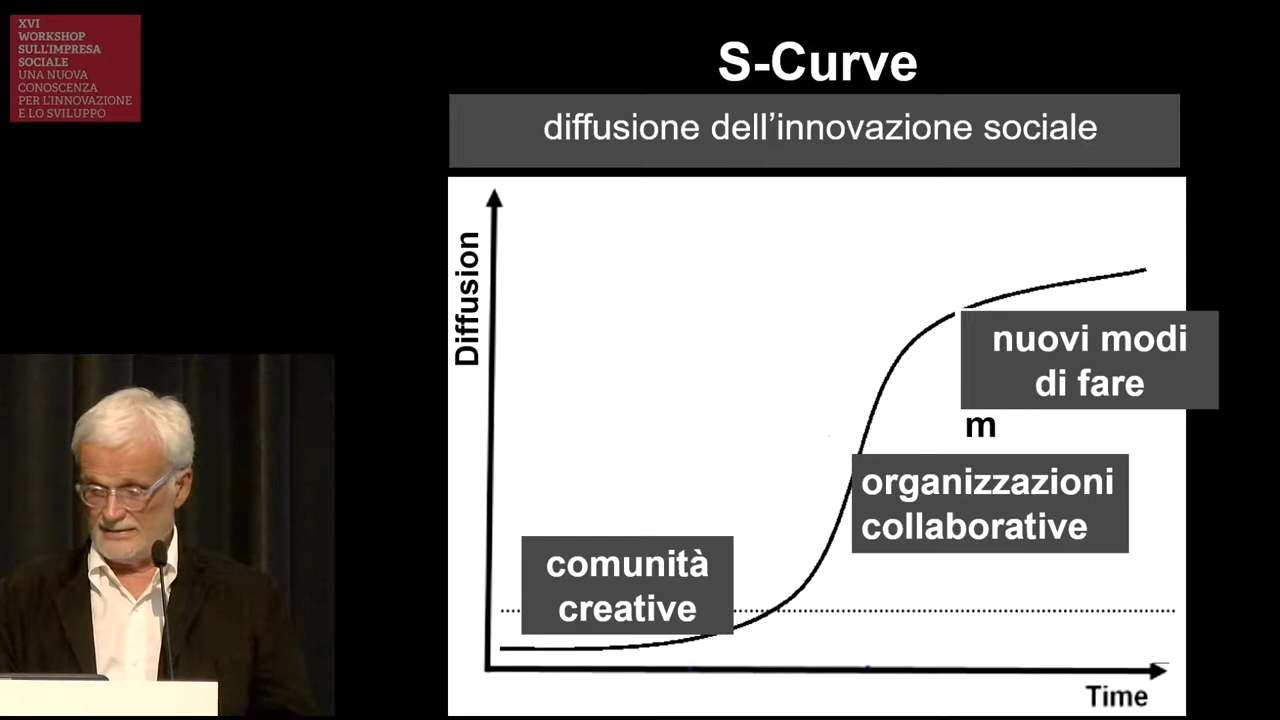 XVI
WORKSHOP
SULL'IMPRESA
SOCIALE
UNA NUOVA
CONOSCENZA
PER L'INNOVAZIONE
E LO SVILUPPO
S-Curve
diffusione dell'innovazione sociale
Diffusion
nuovi modi
di fare
m
organizzazioni
collaborative
comunità
creative
Time